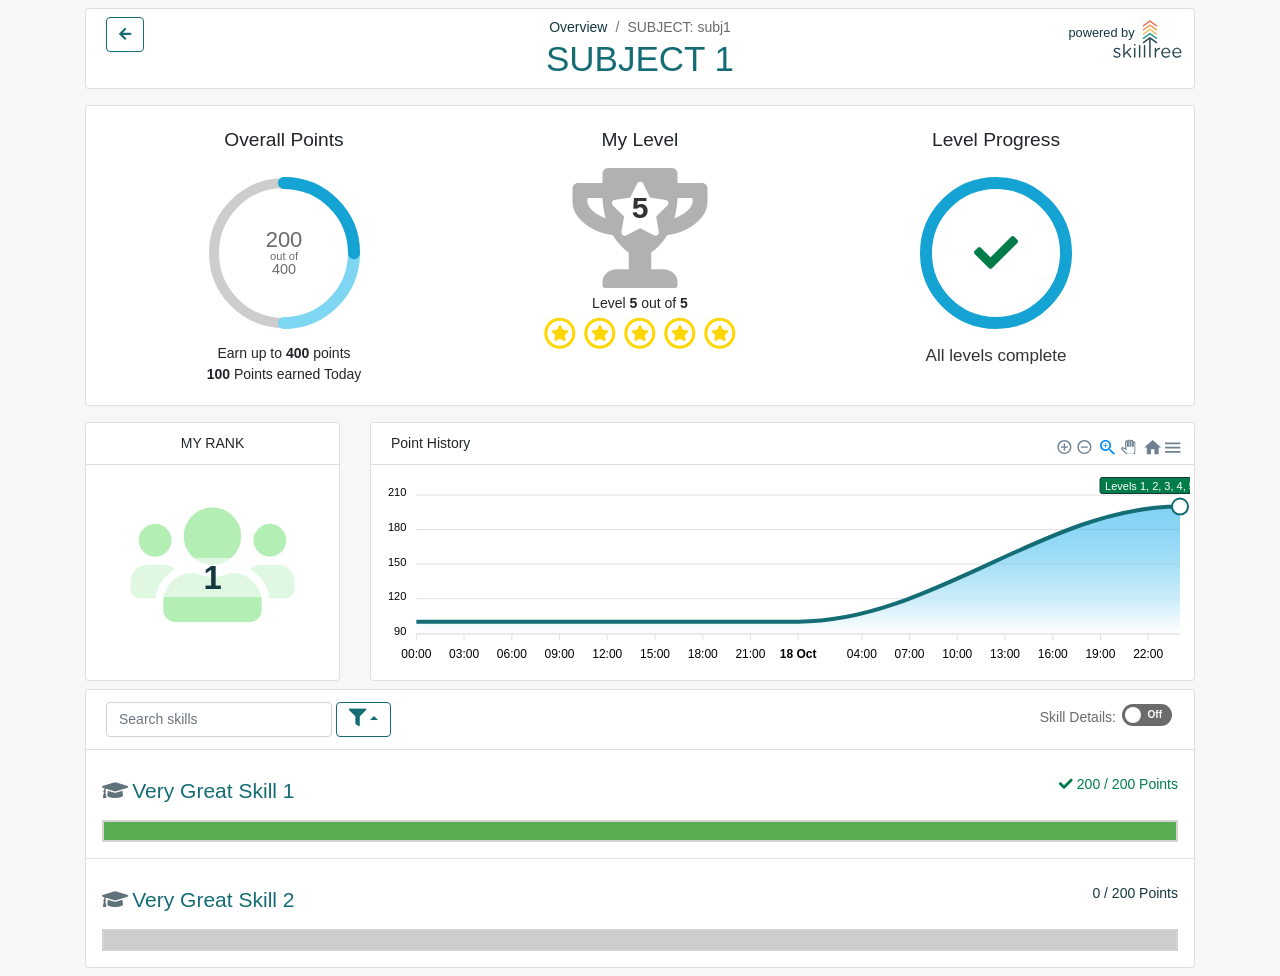 Overview / SUBJECT: subj1
SUBJECT 1
powered by
skilltree
Overall Points
200
out of
400
Earn up to 400 points
100 Points earned Today
My Level
5
Level 5 out of 5
Level Progress
All levels complete
MY RANK
1
Point History
Levels 1, 2, 3, 4,
210
180
150
120
90
00:00 03:00 06:00 09:00 12:00 15:00 18:00 21:00 18 Oct 04:00 07:00 10:00 13:00 16:00 19:00 22:00
Search skills
Skill Details: Off
Very Great Skill 1
200 / 200 Points
Very Great Skill 2
0 / 200 Points